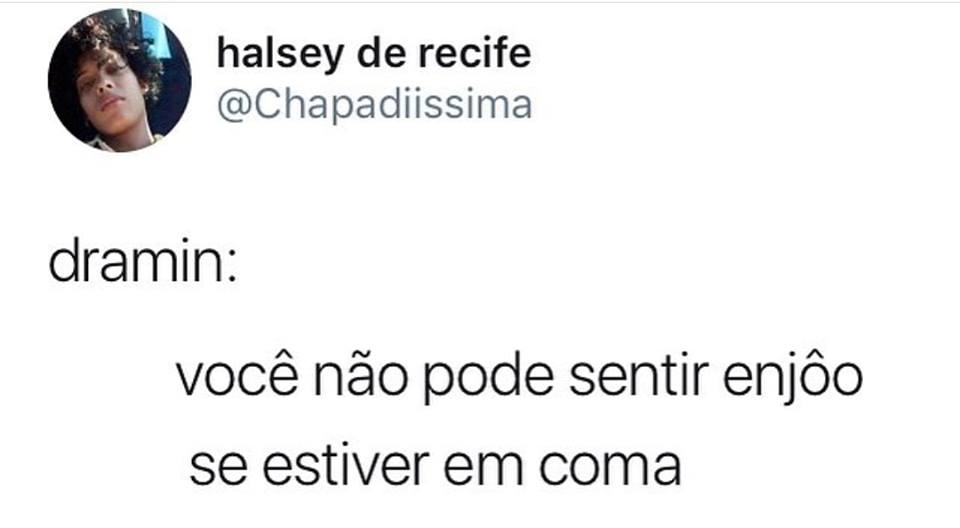 halsey de recife
@Chapadiissima
dramin:
você não pode sentir enjôo
se estiver em coma